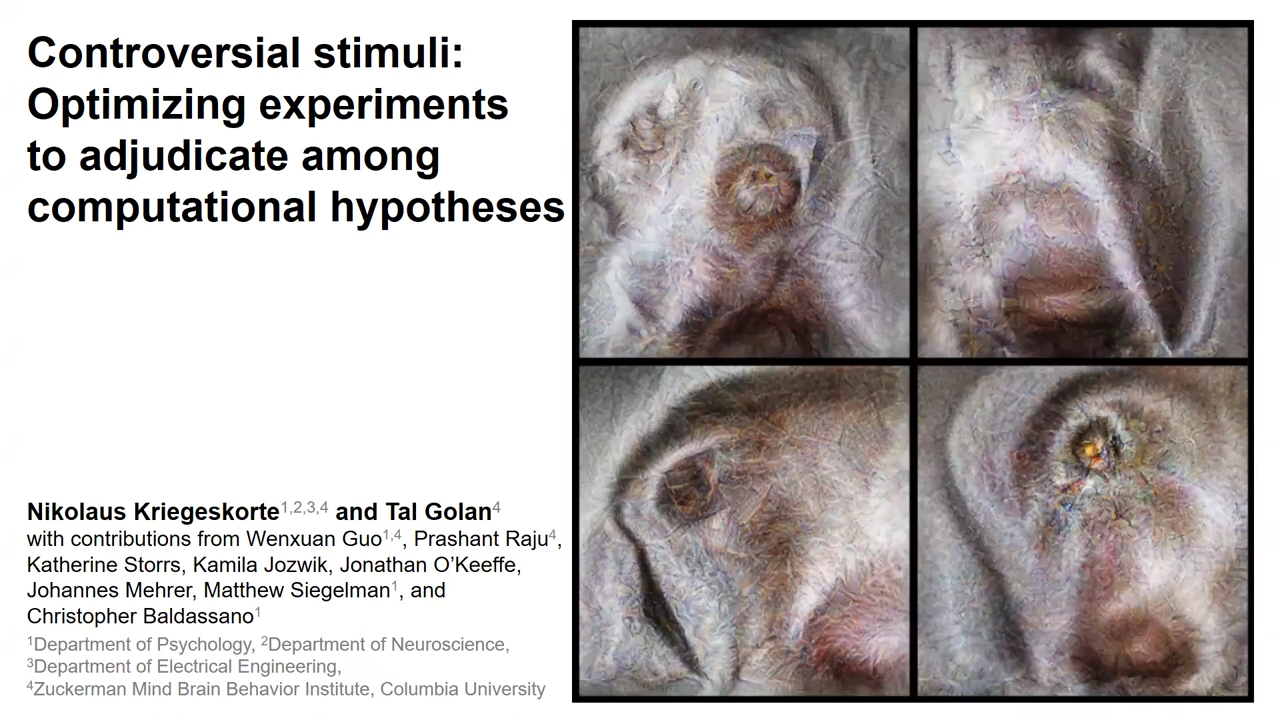 Controversial stimuli:
Optimizing experiments
to adjudicate among
computational hypotheses
Nikolaus Kriegeskorte1,2,3,4 and Tal Golan4
with contributions from Wenxuan Guo1,4, Prashant Raju4,
Katherine Storrs, Kamila Jozwik, Jonathan O’Keeffe,
Johannes Mehrer, Matthew Siegelman1, and
Christopher Baldassano1
1Department of Psychology, 2Department of Neuroscience,
3Department of Electrical Engineering,
4Zuckerman Mind Brain Behavior Institute, Columbia University